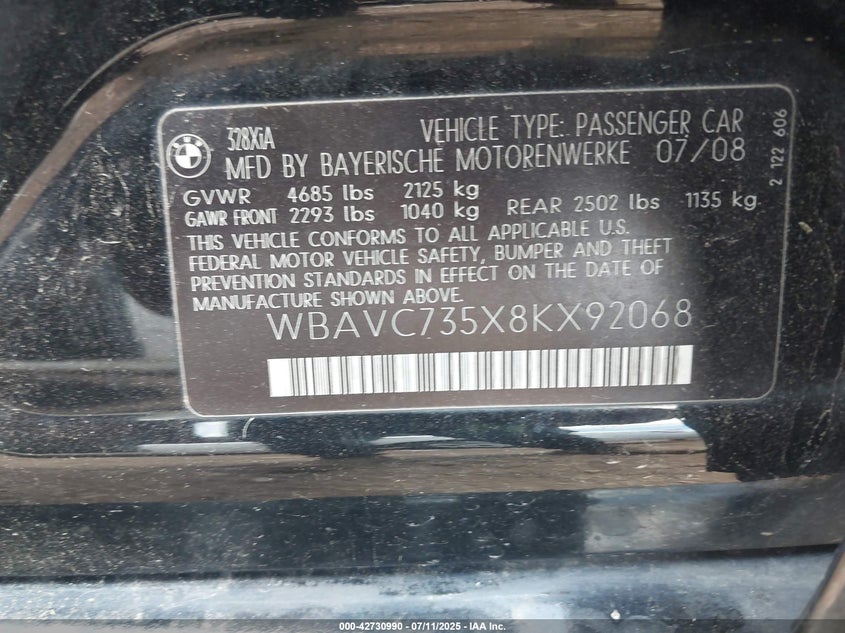 BMW
328XiA
VEHICLE TYPE: PASSENGER CAR
MFD BY BAYERISCHE MOTORENWERKE 07/08
GVWR 4685 lbs 2125 kg
GAWR FRONT 2293 lbs 1040 kg REAR 2502 lbs 1135 kg
THIS VEHICLE CONFORMS TO ALL APPLICABLE U.S.
FEDERAL MOTOR VEHICLE SAFETY, BUMPER AND THEFT
PREVENTION STANDARDS IN EFFECT ON THE DATE OF
MANUFACTURE SHOWN ABOVE.
WBAVC735X8KX92068
2 122 606
000-42730990 - 07/11/2025 - IAA Inc.